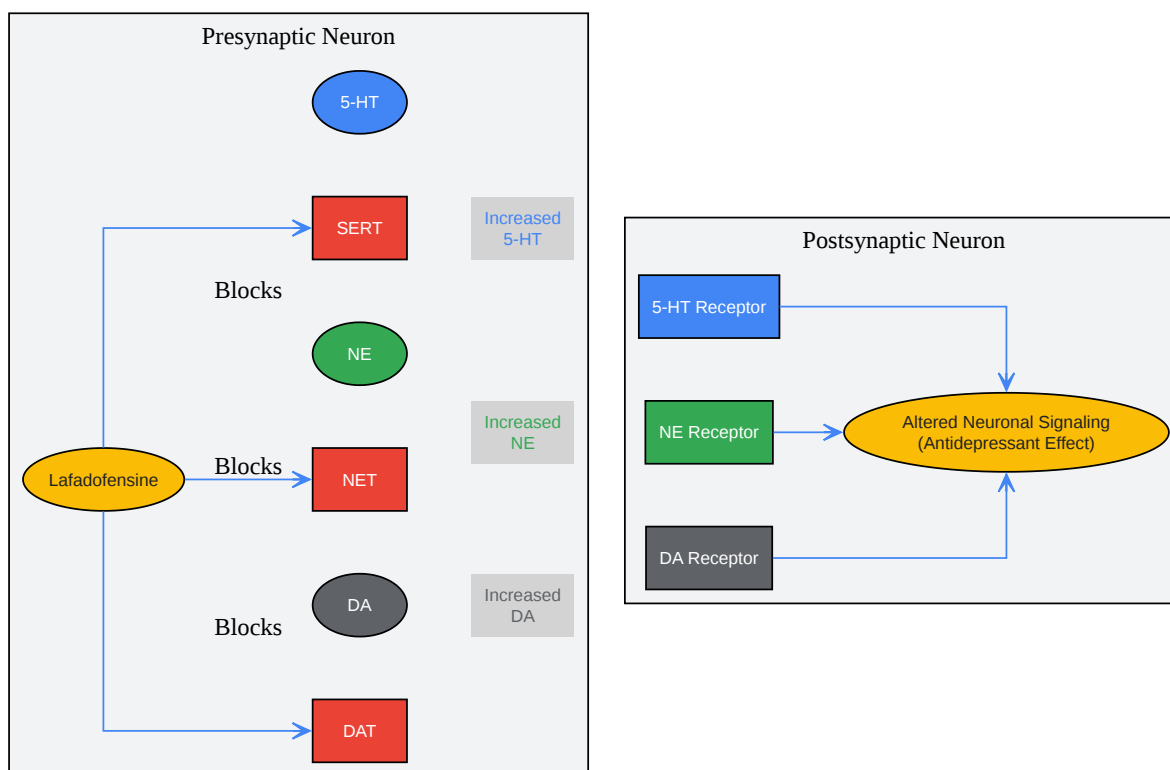 Presynaptic Neuron
5-HT
SERT
Increased
5-HT
Blocks
NE
Increased
NE
Lafadofensine
Blocks
NET
DA
Increased
DA
Blocks
DAT
Postsynaptic Neuron
5-HT Receptor
NE Receptor
Altered Neuronal Signaling
(Antidepressant Effect)
DA Receptor